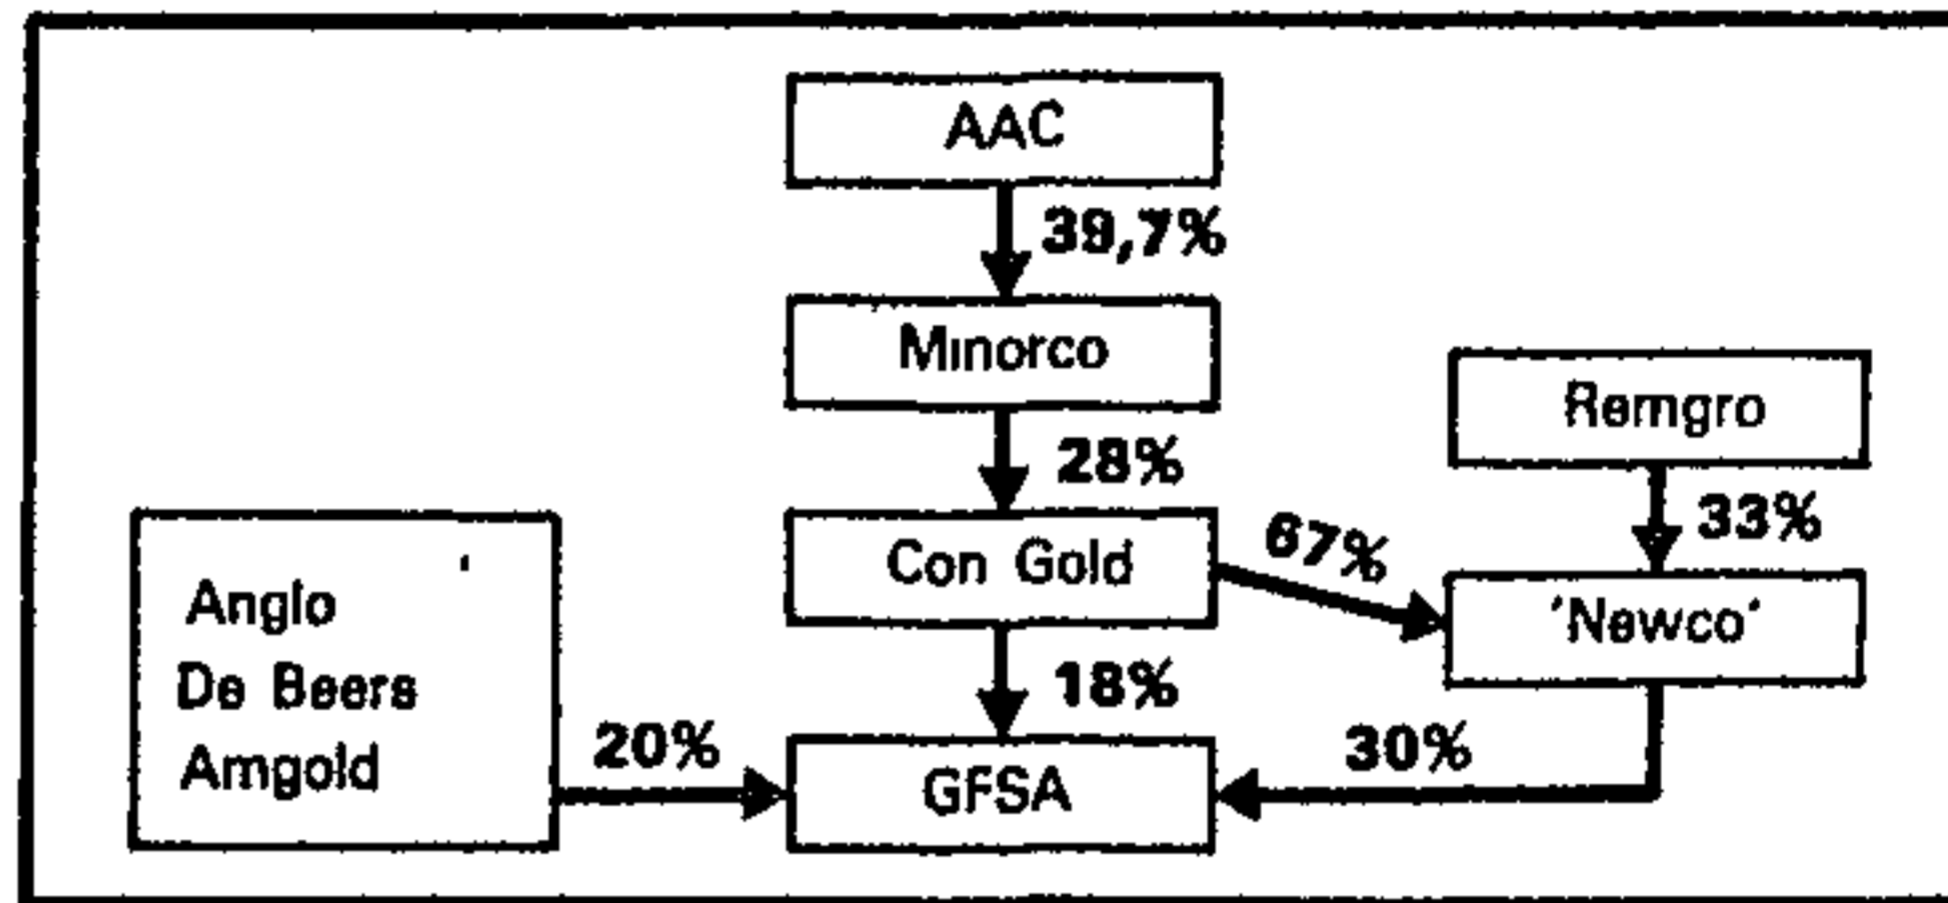 AAC
39,7%
Minorco
28%
Remgro
33%
Con Gold
67%
'Newco'
18%
Anglo
De Beers
Amgold
20%
GFSA
30%